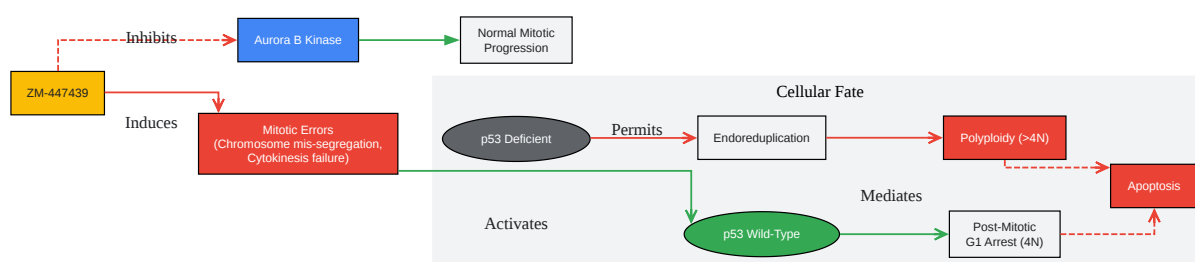 Inhibits
Aurora B Kinase
Normal Mitotic
Progression
ZM-447439
Induces
Mitotic Errors
(Chromosome mis-segregation,
Cytokinesis failure)
Cellular Fate
p53 Deficient
Permits
Endoreduplication
Polyploidy (>4N)
Apoptosis
Activates
p53 Wild-Type
Mediates
Post-Mitotic
G1 Arrest (4N)